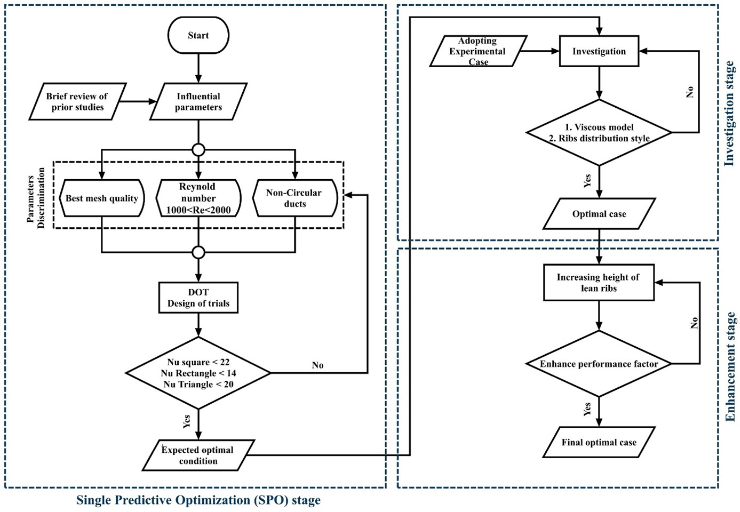 Start
Brief review of
prior studies
Influential
parameters
Parameters
Discrimination
Best mesh quality
Reynold
number
1000<Re<2000
Non-Circular
ducts
DOT
Design of trials
Nu square < 22
Nu Rectangle < 14
Nu Triangle < 20
No
Yes
Expected optimal
condition
Single Predictive Optimization (SPO) stage
Adopting
Experimental
Case
Investigation
No
1. Viscous model
2. Ribs distribution style
Yes
Optimal case
Investigation stage
Increasing height of
lean ribs
No
Enhance performance factor
Yes
Final optimal case
Enhancement stage